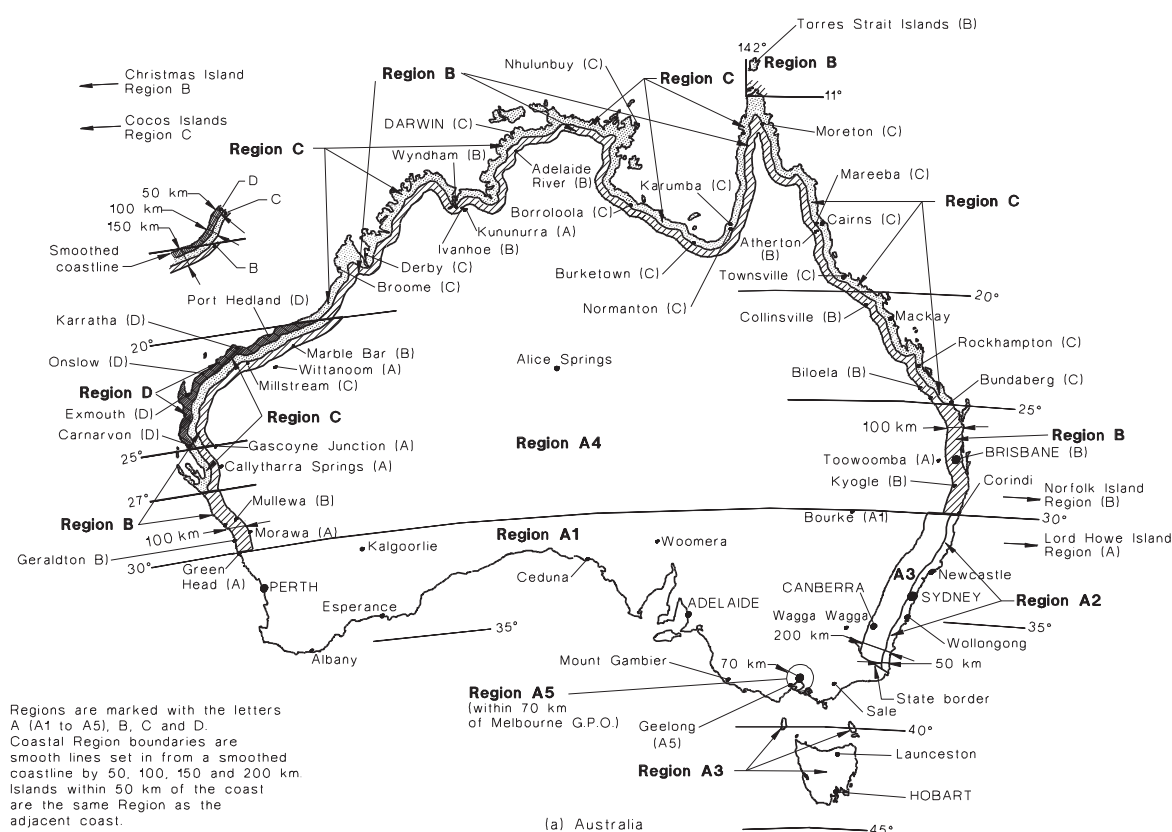 Torres Strait Islands (B)
142°
Region B
11°
Christmas Island
Region B
Cocos Islands
Region C
Region B
Nhulunbuy (C)
Region C
DARWIN (C)
Moreton (C)
Region C
Wyndham (B)
Adelaide
River (B)
Karumba (C)
Mareeba (C)
50 km
D
C
100 km
150 km
Smoothed
coastline
B
Borroloola (C)
Kununurra (A)
Ivanhoe
(B)
Region C
Cairns (C)
Atherton
(B)
Derby (C)
Broome (C)
Burketown (C)
Townsville (C)
Normanton (C)
20°
Port Hedland (D)
Karratha (D)
20°
Onslow (D)
Collinsville (B)
Mackay
Marble Bar (B)
Wittanoom (A)
Millstream (C)
Alice Springs
Rockhampton (C)
Biloela (B)
Bundaberg (C)
Region D
Exmouth (D)
Region C
25°
Carnarvon (D)
25°
Gascoyne Junction (A)
Callytharra Springs (A)
Region A4
100 km
Region B
BRISBANE (B)
Toowoomba (A)
Kyogle (B)
Corindi
27°
Mullewa (B)
Region B
100 km
Morawa (A)
Norfolk Island
Region (B)
Bourke (A1)
30°
Geraldton B)
30°
Green
Head (A)
Kalgoorlie
Region A1
Woomera
Lord Howe Island
Region (A)
PERTH
Ceduna
A3
Newcastle
CANBERRA
SYDNEY
Region A2
Esperance
ADELAIDE
Wagga Wagga
35°
35°
Wollongong
200 km
50 km
Albany
Mount Gambier
70 km
State border
Sale
Region A5
(within 70 km
of Melbourne G.P.O.)
Geelong
(A5)
40°
Launceston
Region A3
HOBART
45°
Regions are marked with the letters
A (A1 to A5), B, C and D.
Coastal Region boundaries are
smooth lines set in from a smoothed
coastline by 50, 100, 150 and 200 km.
Islands within 50 km of the coast
are the same Region as the
adjacent coast.
(a) Australia